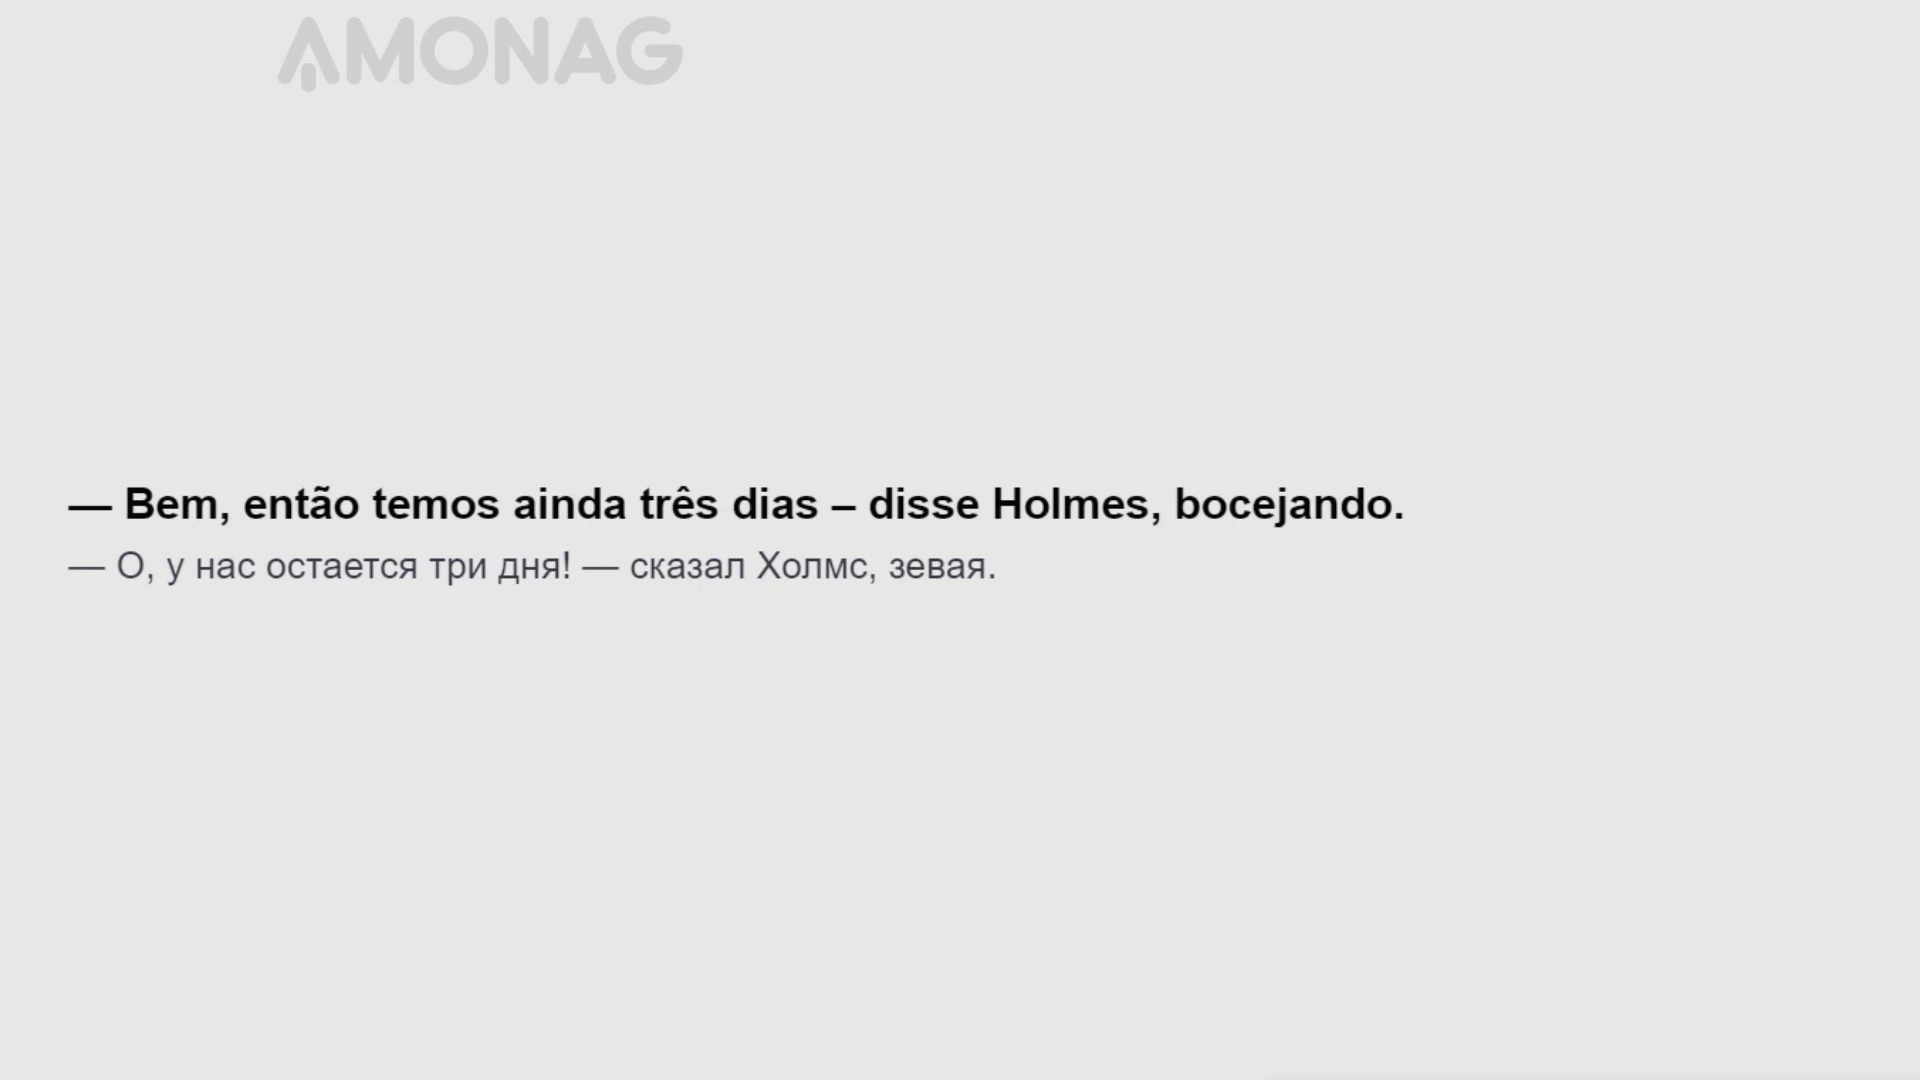 AMONAG
— Bem, então temos ainda três dias – disse Holmes, bocejando.
— О, у нас остается три дня! — сказал Холмс, зевая.